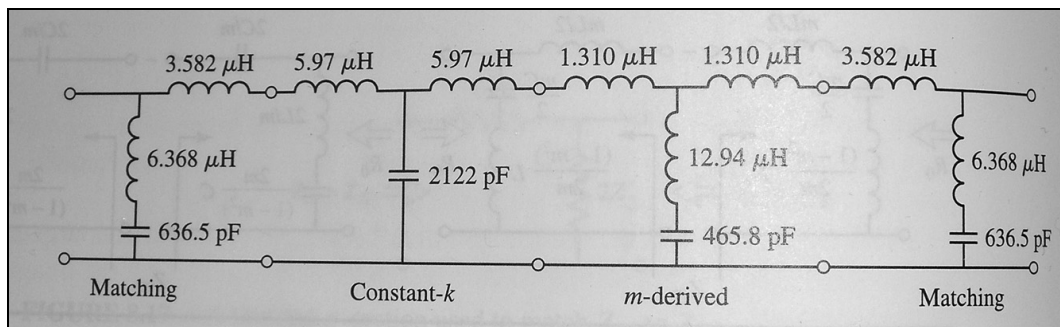 3.582 μH
5.97 μH
5.97 μH
1.310 μH
1.310 μH
3.582 μH
6.368 μH
2122 pF
12.94 μH
6.368 μH
636.5 pF
465.8 pF
636.5 pF
Matching
Constant-k
m-derived
Matching